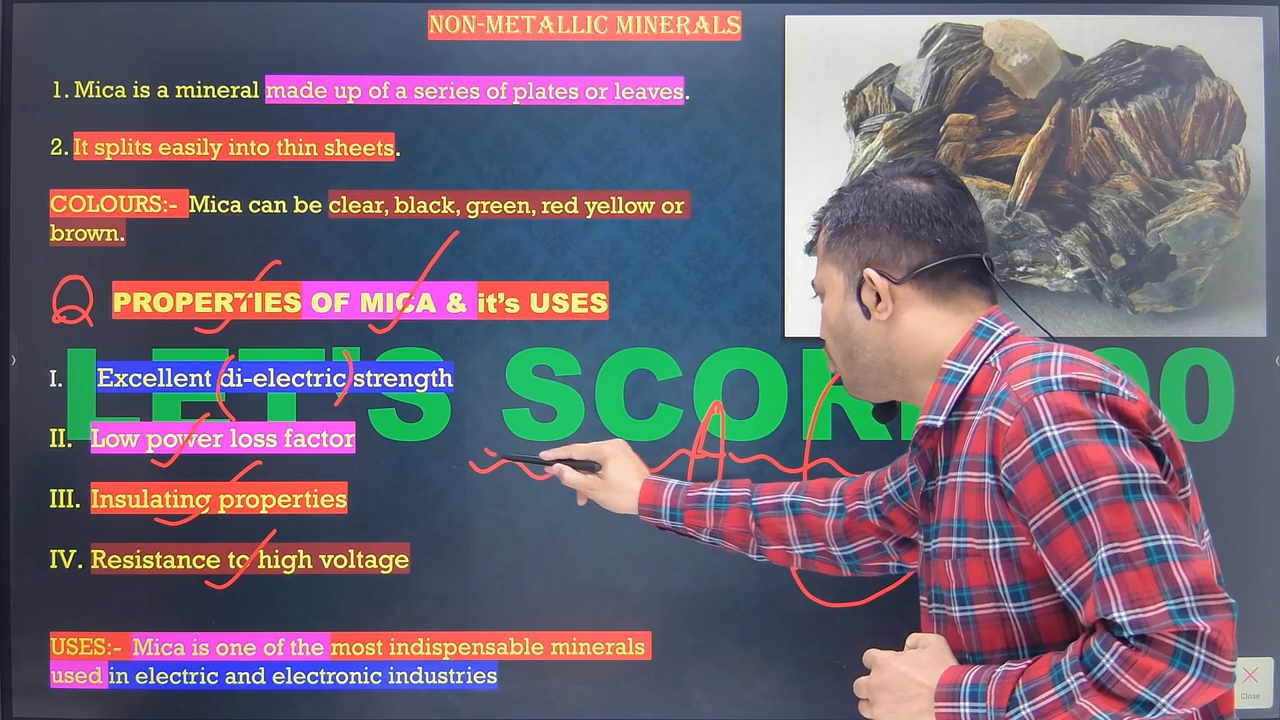 NON-METALLIC MINERALS
1. Mica is a mineral made up of a series of plates or leaves.
2. It splits easily into thin sheets.
COLOURS:- Mica can be clear, black, green, red yellow or
brown.
Q PROPERTIES OF MICA & it's USES
LET'S
I. Excellent di-electric strength
II. Low power loss factor
III. Insulating properties
IV. Resistance to high voltage
USES:- Mica is one of the most indispensable minerals
used in electric and electronic industries
Close